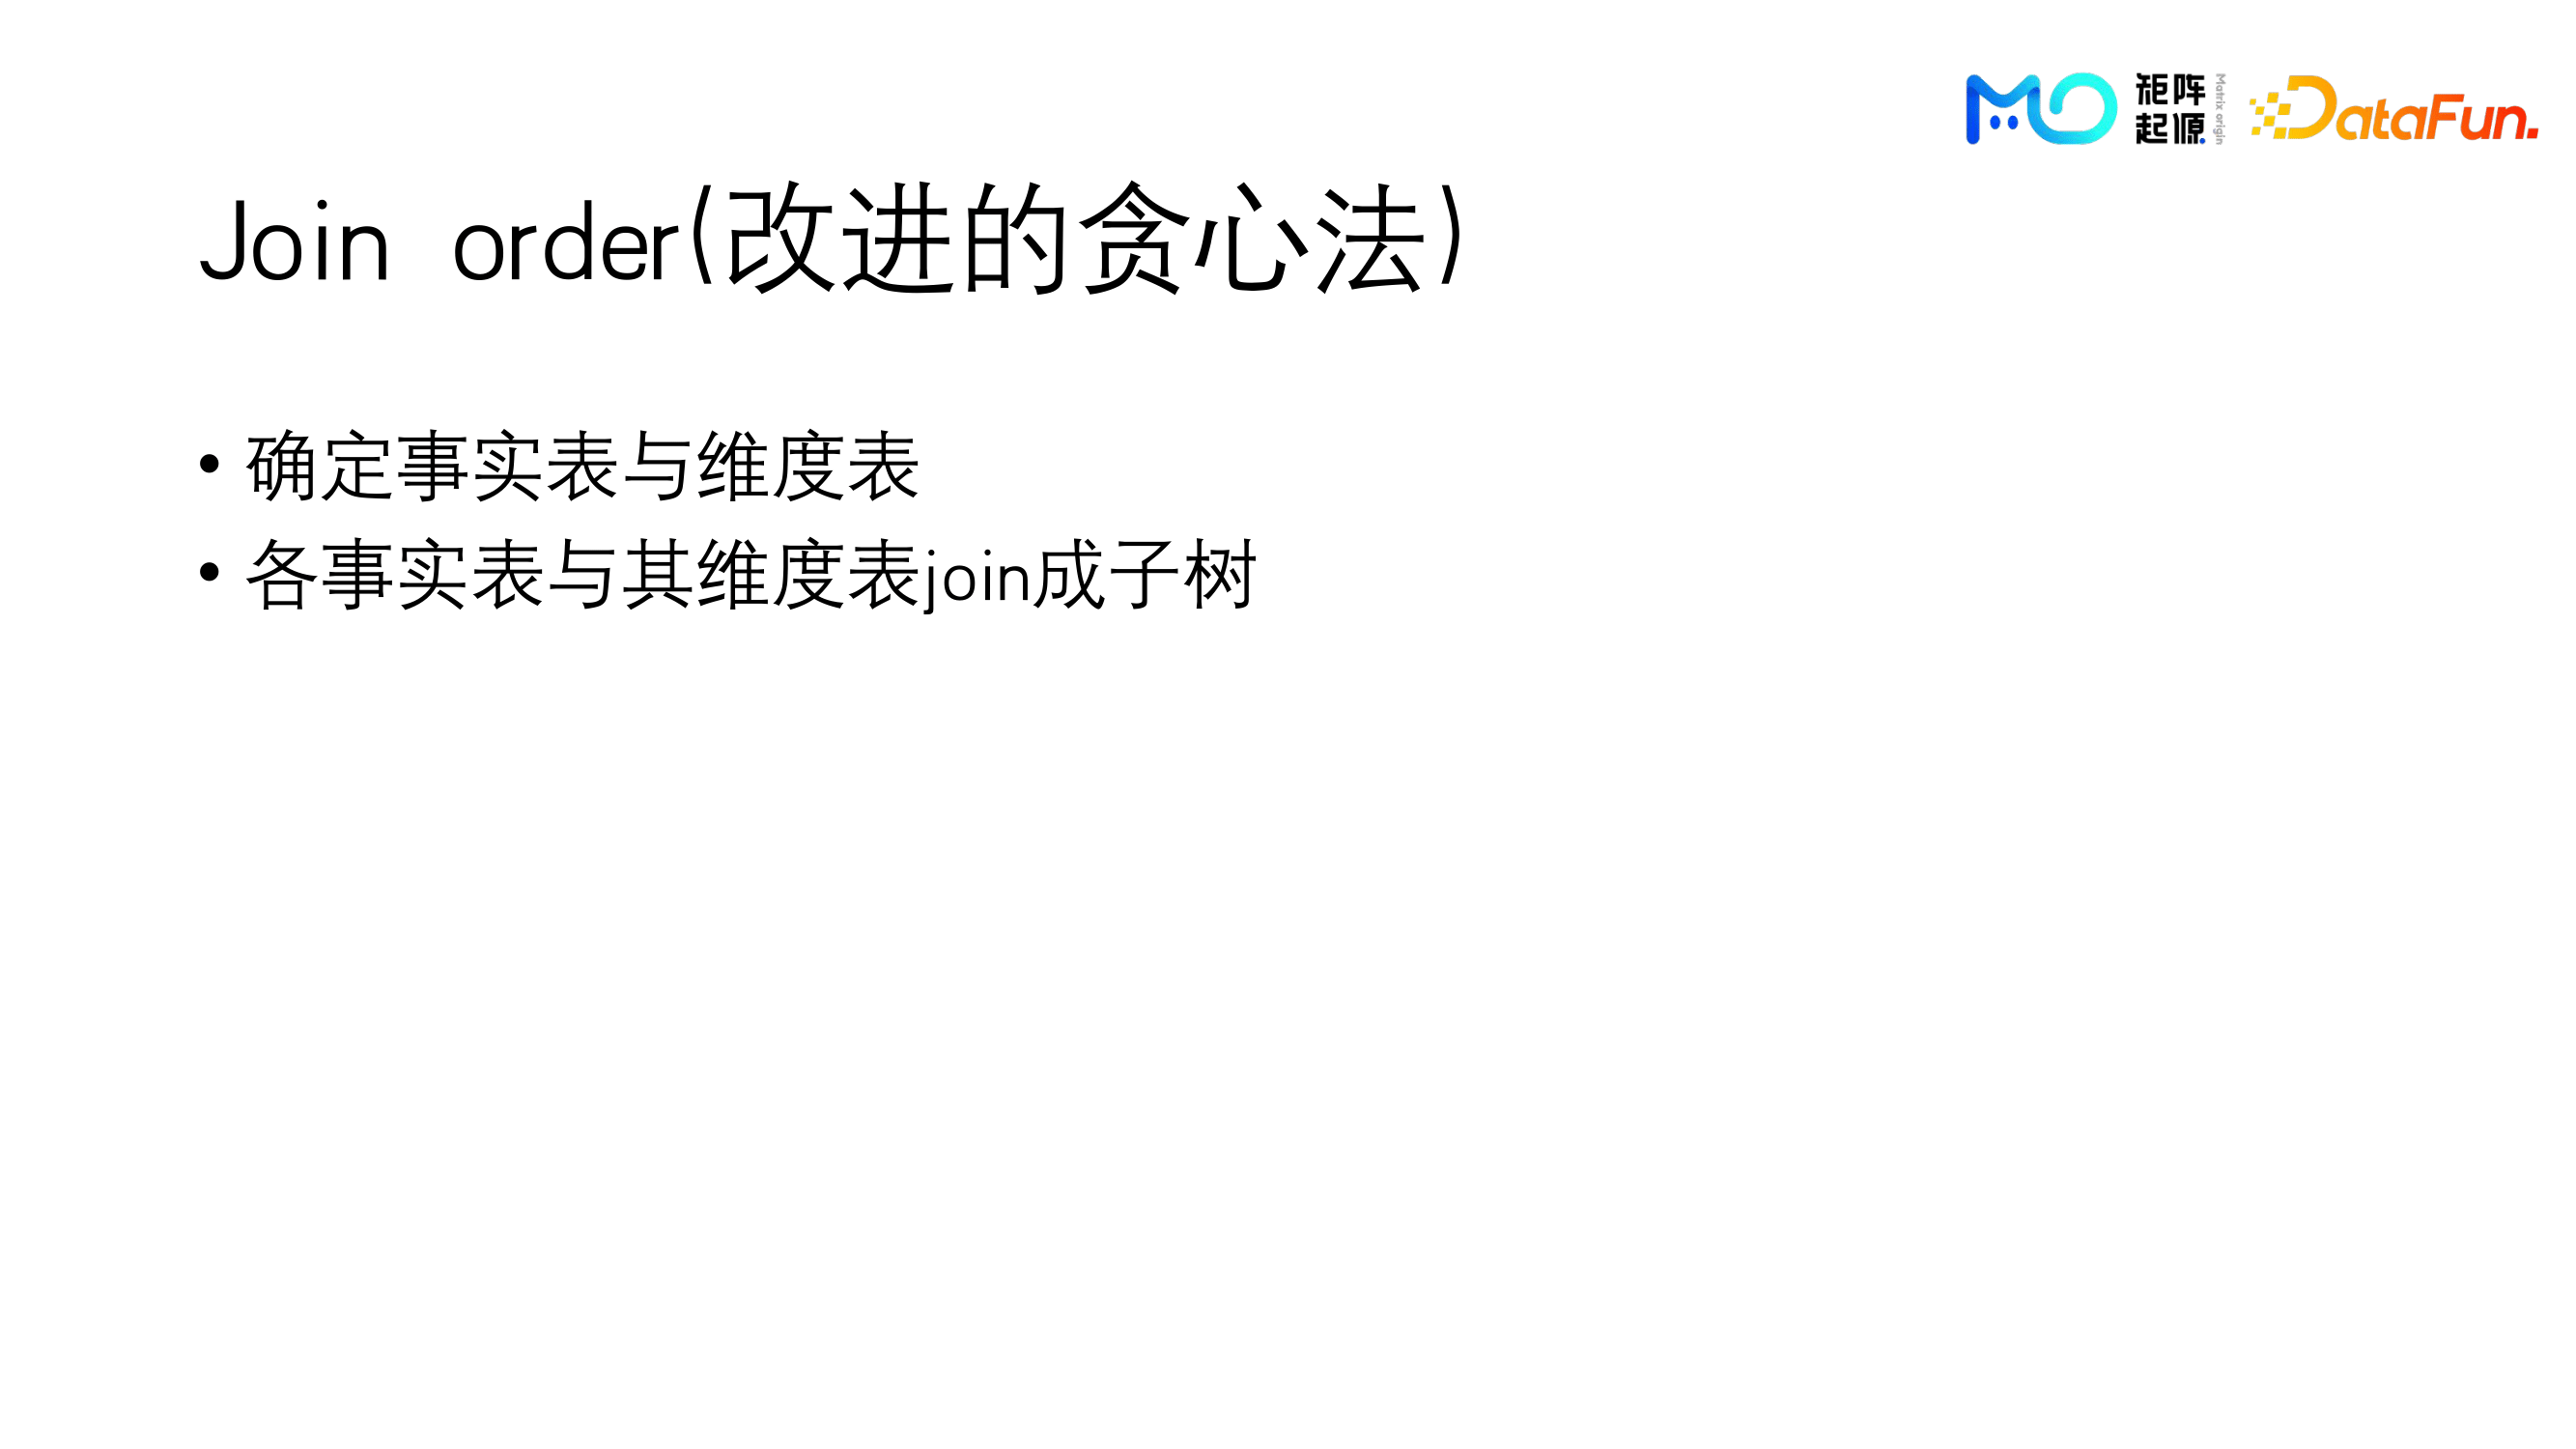 MO 矩阵起源 Matrix origin DataFun.
Join order(改进的贪心法)
• 确定事实表与维度表
• 各事实表与其维度表join成子树